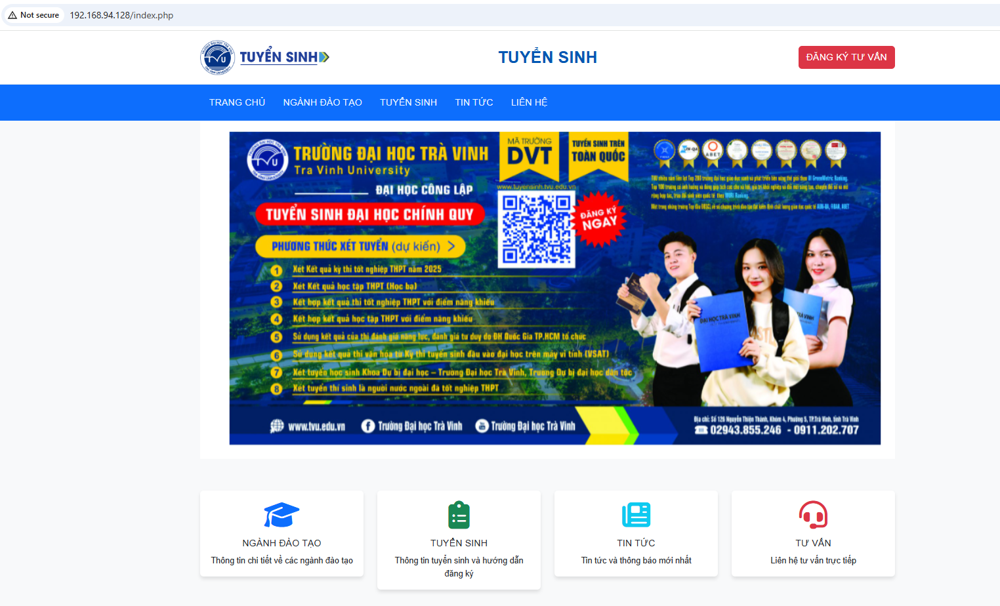 Not secure 192.168.94.128/index.php
TUYỂN SINH
TUYỂN SINH
ĐĂNG KÝ TƯ VẤN
TRANG CHỦ
NGÀNH ĐÀO TẠO
TUYỂN SINH
TIN TỨC
LIÊN HỆ
TRƯỜNG ĐẠI HỌC TRÀ VINH
Tra Vinh University
ĐẠI HỌC CÔNG LẬP
TUYỂN SINH ĐẠI HỌC CHÍNH QUY
PHƯƠNG THỨC XÉT TUYỂN (dự kiến) >
1 Xét Kết quả kỳ thi tốt nghiệp THPT năm 2025
2 Xét Kết quả học tập THPT (Học bạ)
3 Kết hợp kết quả thi tốt nghiệp THPT với điểm năng khiếu
4 Kết hợp kết quả học tập THPT với điểm năng khiếu
5 Sử dụng kết quả của thi đánh giá năng lực, đánh giá tư duy do ĐH Quốc Gia TP.HCM tổ chức
6 Sử dụng kết quả thi văn hóa từ Kỳ thi tuyển sinh đầu vào đại học trên máy vi tính (VSAT)
7 Xét tuyển học sinh Khoa Dự bị đại học – Trường Đại học Trà Vinh, Trường Dự bị đại học dân tộc
8 Xét tuyển thí sinh là người nước ngoài đã tốt nghiệp THPT
MÃ TRƯỜNG
DVT
TUYỂN SINH TRÊN
TOÀN QUỐC
www.tuyensinh.tvu.edu.vn
ĐĂNG KÝ
NGAY
ABET
ĐẠI HỌC TRÀ VINH
www.tvu.edu.vn
Trường Đại học Trà Vinh
Trường Đại học Trà Vinh
Địa chỉ: Số 126 Nguyễn Thiện Thành, Khóm 4, Phường 5, TP.Trà Vinh, tỉnh Trà Vinh
02943.855.246 - 0911.202.707
NGÀNH ĐÀO TẠO
Thông tin chi tiết về các ngành đào tạo
TUYỂN SINH
Thông tin tuyển sinh và hướng dẫn
đăng ký
TIN TỨC
Tin tức và thông báo mới nhất
TƯ VẤN
Liên hệ tư vấn trực tiếp